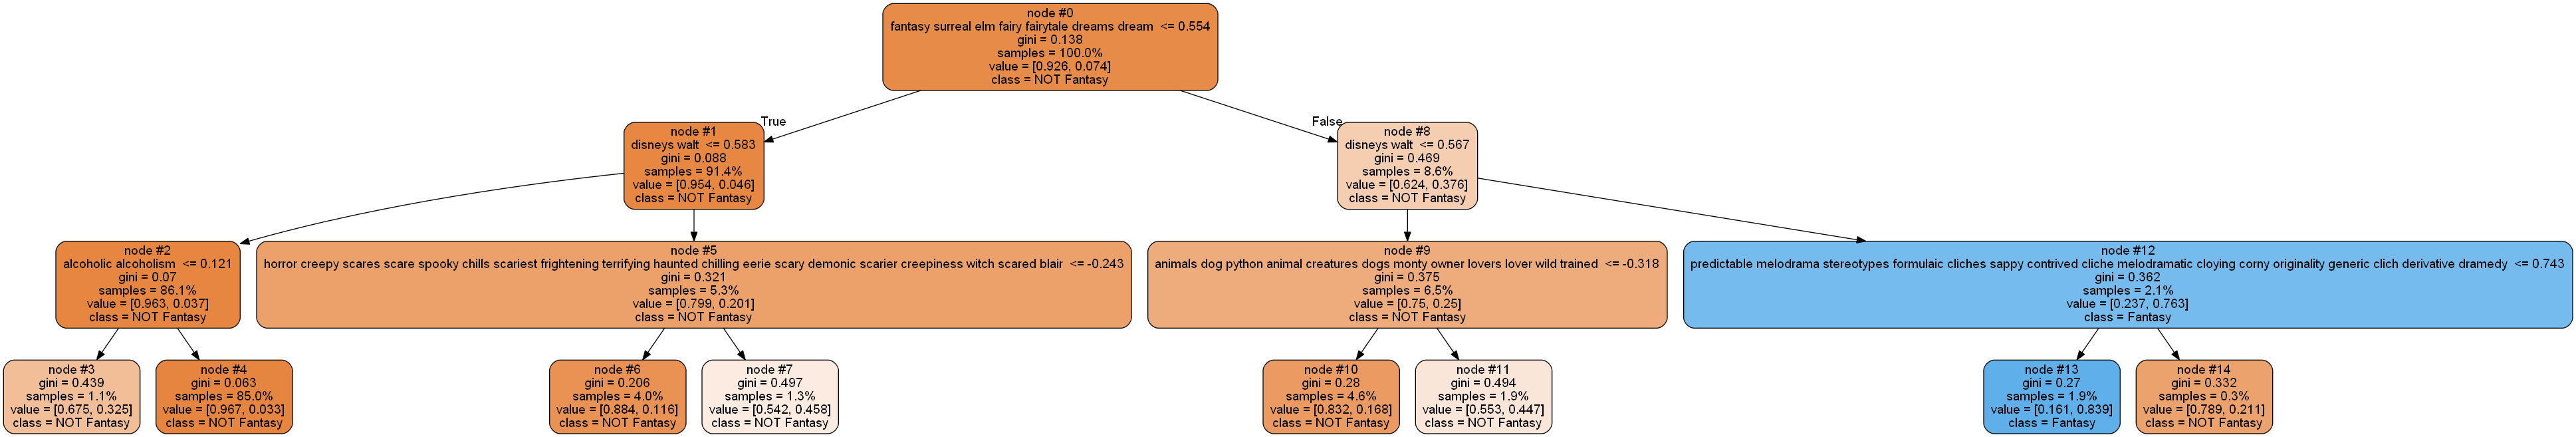 node #0
fantasy surreal elm fairy fairytale dreams dream <= 0.554
gini = 0.138
samples = 100.0%
value = [0.926, 0.074]
class = NOT Fantasy
True
False
node #1
disneys walt <= 0.583
gini = 0.088
samples = 91.4%
value = [0.954, 0.046]
class = NOT Fantasy
node #8
disneys walt <= 0.567
gini = 0.469
samples = 8.6%
value = [0.624, 0.376]
class = NOT Fantasy
node #2
alcoholic alcoholism <= 0.121
gini = 0.07
samples = 86.1%
value = [0.963, 0.037]
class = NOT Fantasy
node #5
horror creepy scares scare spooky chills scariest frightening terrifying haunted chilling eerie scary demonic scarier creepiness witch scared blair <= -0.243
gini = 0.321
samples = 5.3%
value = [0.799, 0.201]
class = NOT Fantasy
node #9
animals dog python animal creatures dogs monty owner lovers lover wild trained <= -0.318
gini = 0.375
samples = 6.5%
value = [0.75, 0.25]
class = NOT Fantasy
node #12
predictable melodrama stereotypes formulaic cliches sappy contrived cliche melodramatic cloying corny originality generic clich derivative dramedy <= 0.743
gini = 0.362
samples = 2.1%
value = [0.237, 0.763]
class = Fantasy
node #3
gini = 0.439
samples = 1.1%
value = [0.675, 0.325]
class = NOT Fantasy
node #4
gini = 0.063
samples = 85.0%
value = [0.967, 0.033]
class = NOT Fantasy
node #6
gini = 0.206
samples = 4.0%
value = [0.884, 0.116]
class = NOT Fantasy
node #7
gini = 0.497
samples = 1.3%
value = [0.542, 0.458]
class = NOT Fantasy
node #10
gini = 0.28
samples = 4.6%
value = [0.832, 0.168]
class = NOT Fantasy
node #11
gini = 0.494
samples = 1.9%
value = [0.553, 0.447]
class = NOT Fantasy
node #13
gini = 0.27
samples = 1.9%
value = [0.161, 0.839]
class = Fantasy
node #14
gini = 0.332
samples = 0.3%
value = [0.789, 0.211]
class = NOT Fantasy